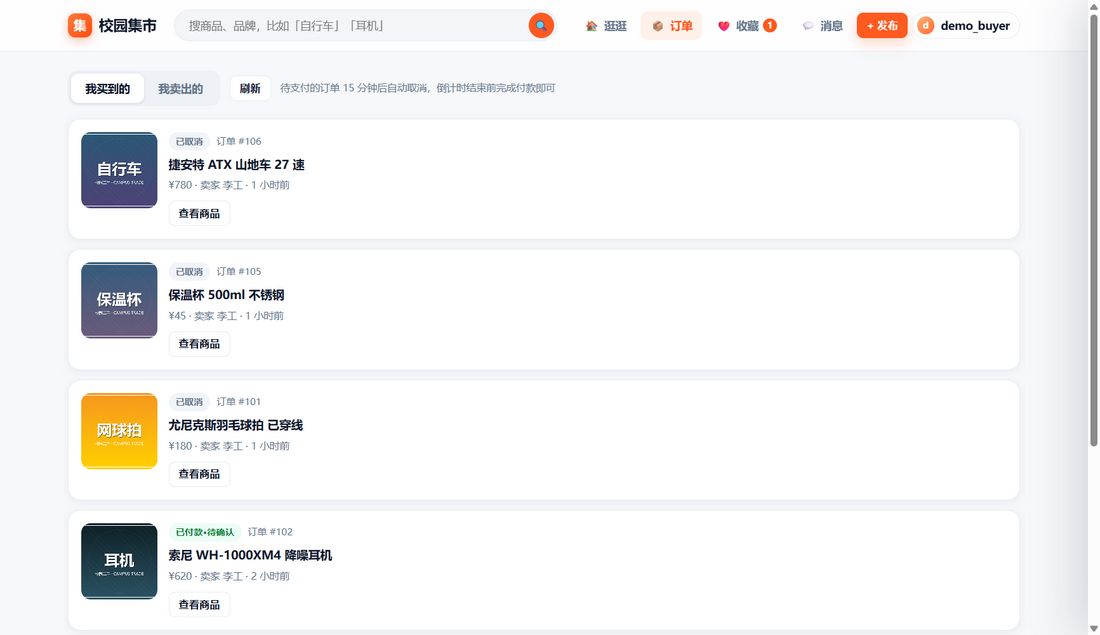 集 校园集市 搜商品、品牌，比如「自行车」「耳机」 逛逛 订单 收藏 1 消息 + 发布 d demo_buyer
我买到的 我卖出的 刷新 待支付的订单 15 分钟后自动取消，倒计时结束前完成付款即可
自行车
已取消 订单 #106
捷安特 ATX 山地车 27 速
¥780 · 卖家 李工 · 1 小时前
查看商品
保温杯
已取消 订单 #105
保温杯 500ml 不锈钢
¥45 · 卖家 李工 · 1 小时前
查看商品
网球拍
已取消 订单 #101
尤尼克斯羽毛球拍 已穿线
¥180 · 卖家 李工 · 1 小时前
查看商品
耳机
已付款·待确认 订单 #102
索尼 WH-1000XM4 降噪耳机
¥620 · 卖家 李工 · 2 小时前
查看商品